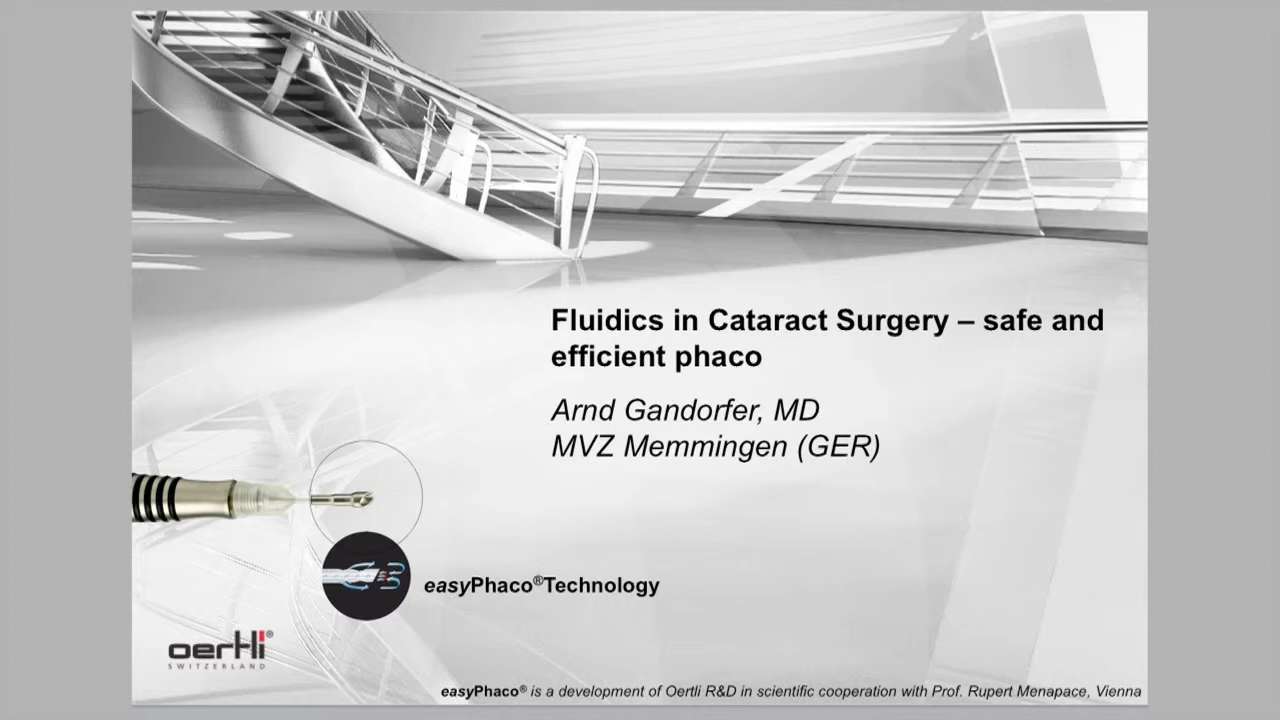 Fluidics in Cataract Surgery – safe and
efficient phaco
Arnd Gandorfer, MD
MVZ Memmingen (GER)
easyPhaco®Technology
oertli®
SWITZERLAND
easyPhaco® is a development of Oertli R&D in scientific cooperation with Prof. Rupert Menapace, Vienna